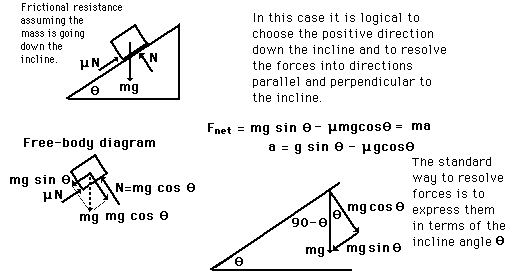 Frictional resistance
assuming the
mass is going
down the
incline.
μN
N
mg
θ
In this case it is logical to
choose the positive direction
down the incline and to resolve
the forces into directions
parallel and perpendicular to
the incline.
Fnet = mg sin θ - μmgcosθ = ma
a = g sin θ - μgcosθ
Free-body diagram
mg sin θ
μN
N=mg cos θ
mg mg cos θ
The standard
way to resolve
forces is to
express them
in terms of the
incline angle θ
90-θ
θ
mg cos θ
mg
mg sin θ
θ